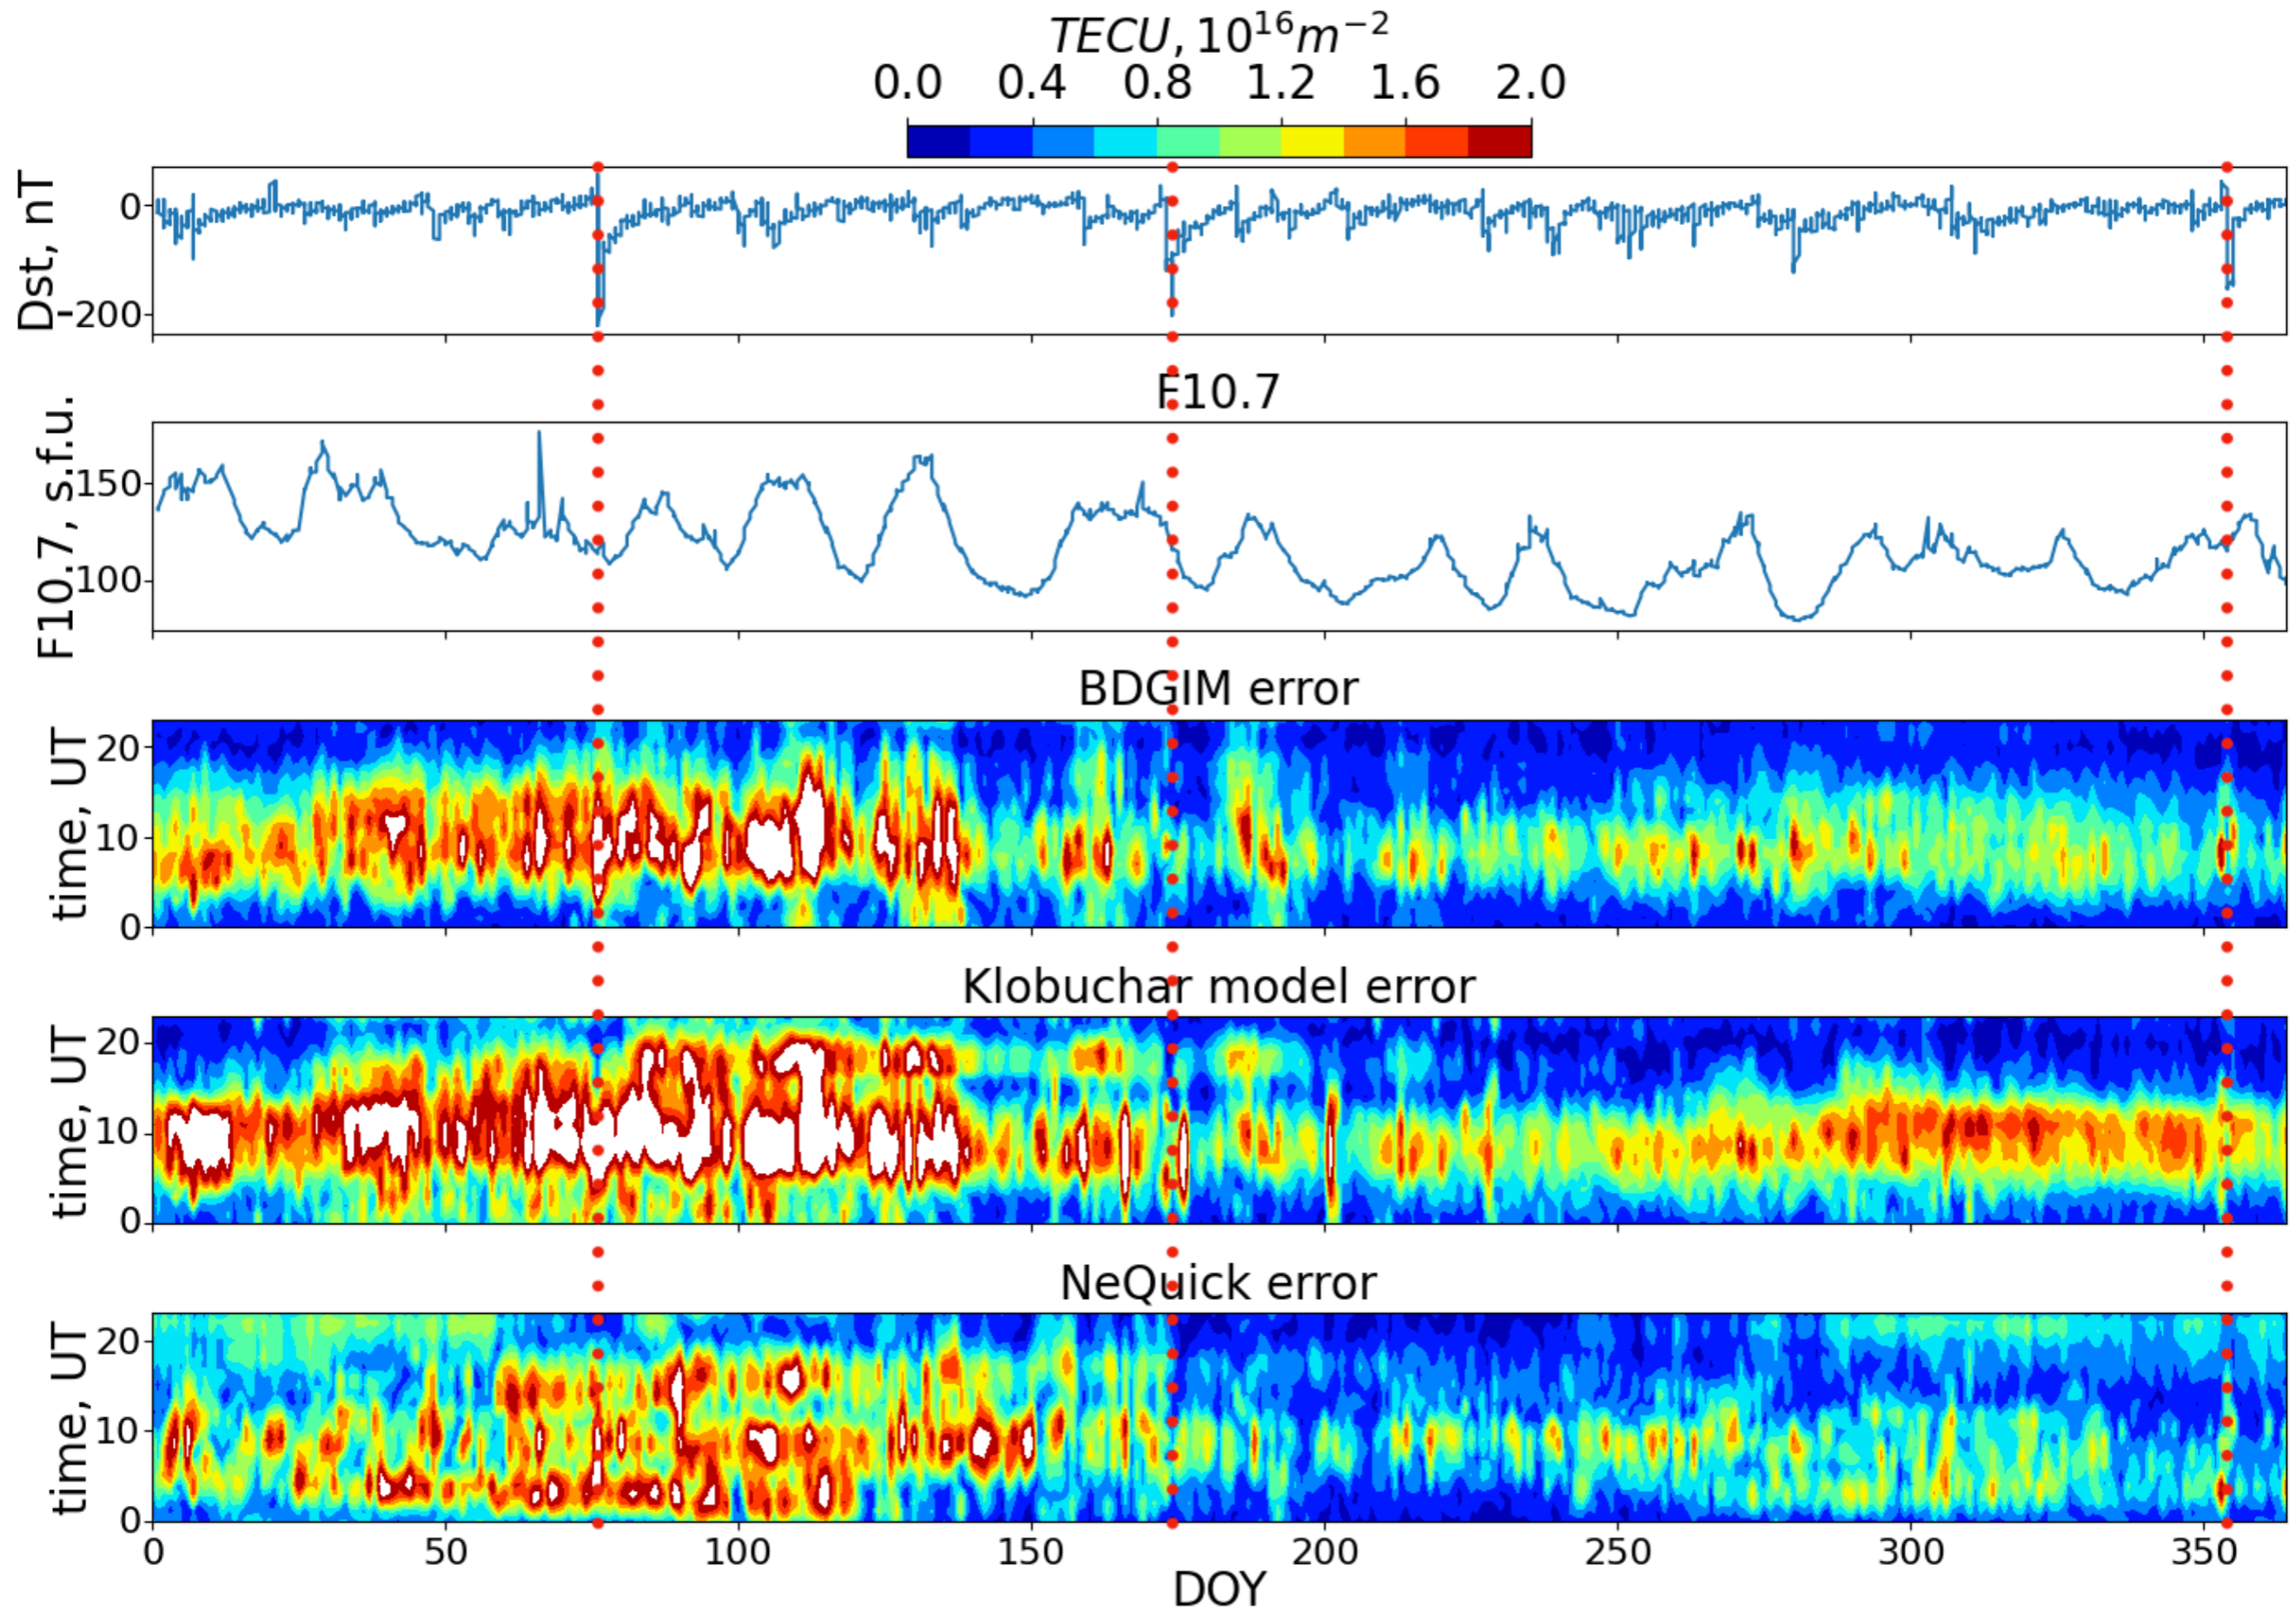 TECU, 10¹⁶m⁻²
0.0 0.4 0.8 1.2 1.6 2.0
Dst, nT
0
-200
F10.7
F10.7, s.f.u.
150
100
BDGIM error
time, UT
20
10
0
Klobuchar model error
time, UT
20
10
0
NeQuick error
time, UT
20
10
0
0 50 100 150 200 250 300 350
DOY